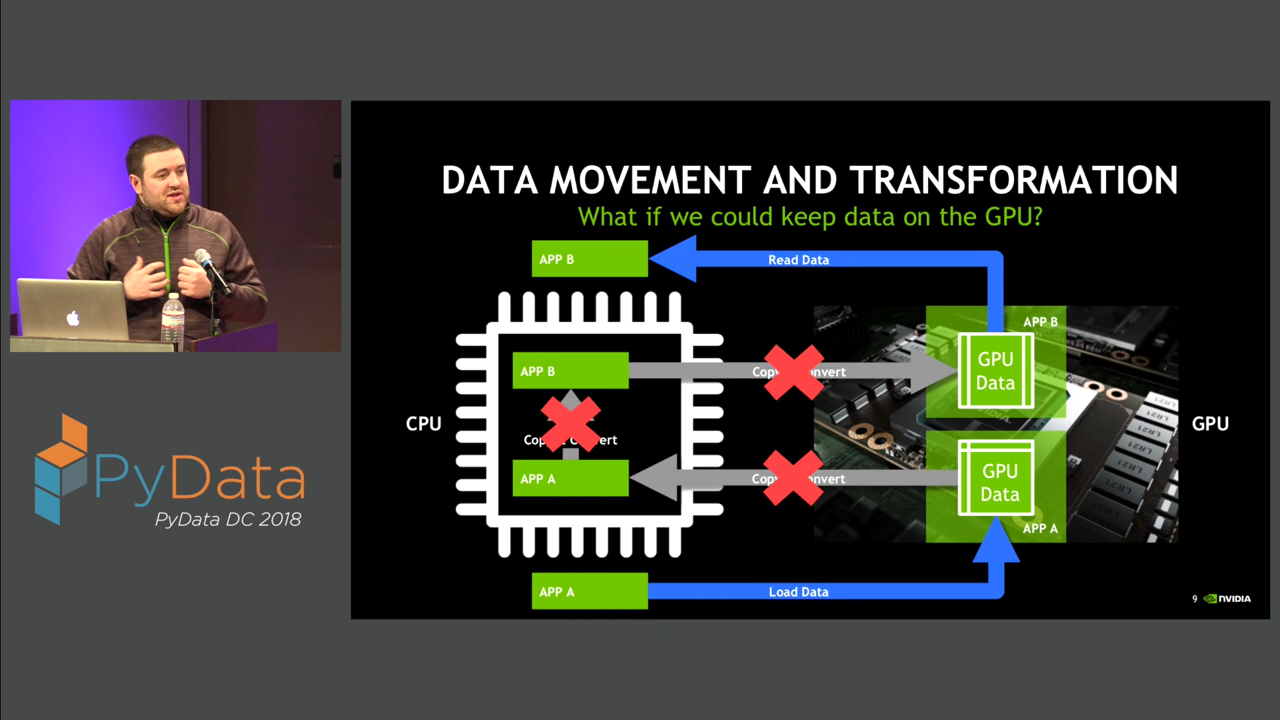 DATA MOVEMENT AND TRANSFORMATION
What if we could keep data on the GPU?
APP B
Read Data
APP B
GPU
Data
APP B
CPU
GPU
APP A
GPU
Data
APP A
APP A
Load Data
9 NVIDIA
PyData
PyData DC 2018